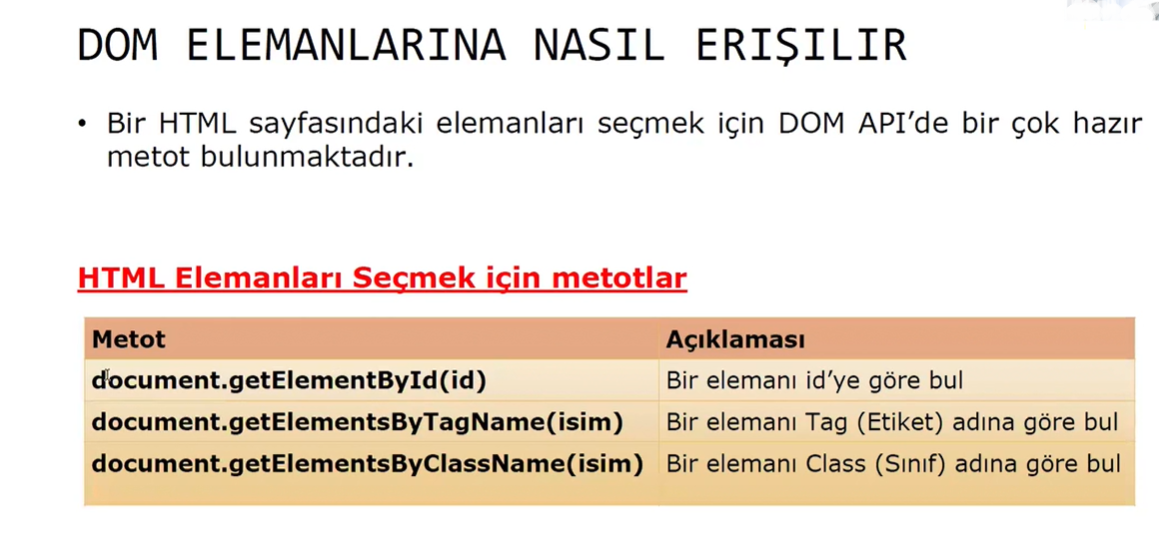 DOM ELEMANLARINA NASIL ERIŞILIR
• Bir HTML sayfasındaki elemanları seçmek için DOM API’de bir çok hazır
metot bulunmaktadır.
HTML Elemanları Seçmek için metotlar
Metot Açıklaması
document.getElementById(id) Bir elemanı id’ye göre bul
document.getElementsByTagName(isim) Bir elemanı Tag (Etiket) adına göre bul
document.getElementsByClassName(isim) Bir elemanı Class (Sınıf) adına göre bul